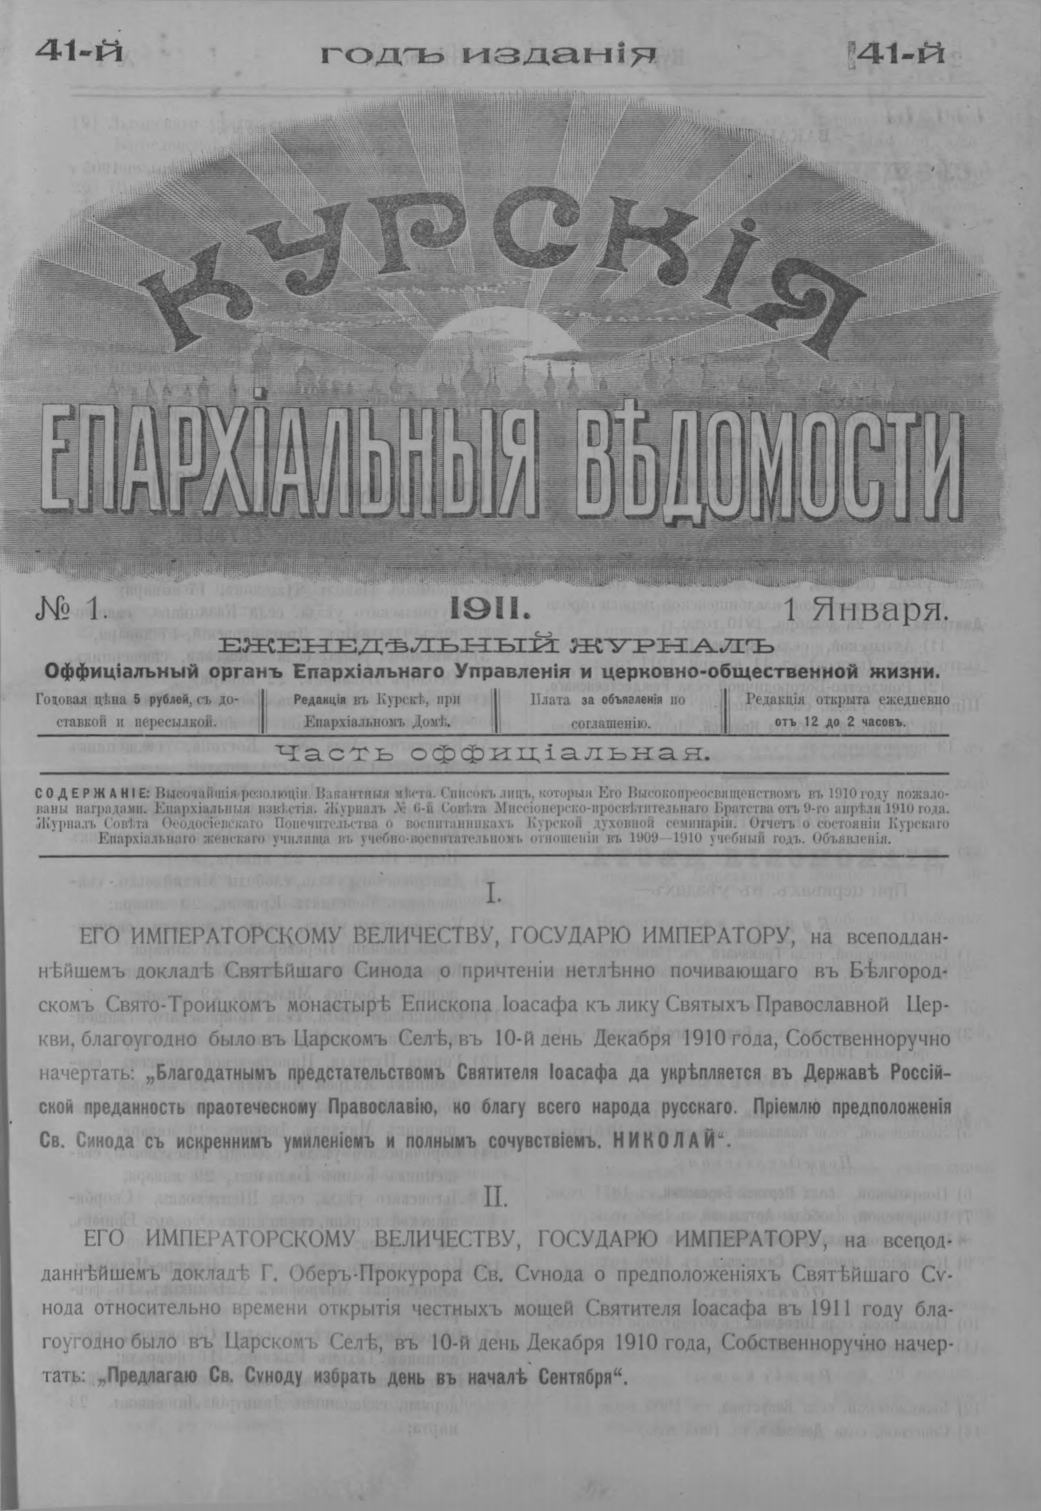 41-й ГОДЪ ИЗДАНІЯ 41-й
КУРСКІЯ
ЕПАРХІАЛЬНЫЯ ВѢДОМОСТИ
№ 1. 1911. 1 Января.
ЕЖЕНЕДѢЛЬНЫЙ ЖУРНАЛЪ
Оффиціальный органъ Епархіальнаго Управленія и церковно-общественной жизни.
Годовая цѣна 5 рублей, съ до-
ставкой и пересылкой.
Редакція въ Курскѣ, при
Епархіальномъ Домѣ.
Плата за объявленія по
соглашенію.
Редакція открыта ежедневно
отъ 12 до 2 часовъ.
Часть оффиціальная.
СОДЕРЖАНІЕ: Высочайшія резолюціи. Вакантныя мѣста. Списокъ лицъ, которыя Его Высокопреосвященствомъ въ 1910 году пожало-
ваны наградами. Епархіальныя извѣстія. Журналъ № 6-й Совѣта Миссіонерско-просвѣтительнаго Братства отъ 9-го апрѣля 1910 года.
Журналъ Совѣта Ѳеодосіевскаго Попечительства о воспитанникахъ Курской духовной семинаріи. Отчетъ о состояніи Курскаго
Епархіальнаго женскаго училища въ учебно-воспитательномъ отношеніи въ 1909—1910 учебный годъ. Объявленія.
I.
ЕГО ИМПЕРАТОРСКОМУ ВЕЛИЧЕСТВУ, ГОСУДАРЮ ИМПЕРАТОРУ, на всеподдан-
нѣйшемъ докладѣ Святѣйшаго Синода о причтеніи нетлѣнно почивающаго въ Бѣлгород-
скомъ Свято-Троицкомъ монастырѣ Епископа Іоасафа къ лику Святыхъ Православной Цер-
кви, благоугодно было въ Царскомъ Селѣ, въ 10-й день Декабря 1910 года, Собственноручно
начертать: „Благодатнымъ предстательствомъ Святителя Іоасафа да укрѣпляется въ Державѣ Россій-
ской преданность праотеческому Православію, ко благу всего народа русскаго. Пріемлю предположенія
Св. Синода съ искреннимъ умиленіемъ и полнымъ сочувствіемъ. НИКОЛАЙ“.
II.
ЕГО ИМПЕРАТОРСКОМУ ВЕЛИЧЕСТВУ, ГОСУДАРЮ ИМПЕРАТОРУ, на всепод-
даннѣйшемъ докладѣ Г. Оберъ-Прокурора Св. Сѵнода о предположеніяхъ Святѣйшаго Сѵ-
нода относительно времени открытія честныхъ мощей Святителя Іоасафа въ 1911 году бла-
гоугодно было въ Царскомъ Селѣ, въ 10-й день Декабря 1910 года, Собственноручно начер-
тать: „Предлагаю Св. Сѵноду избрать день въ началѣ Сентября“.